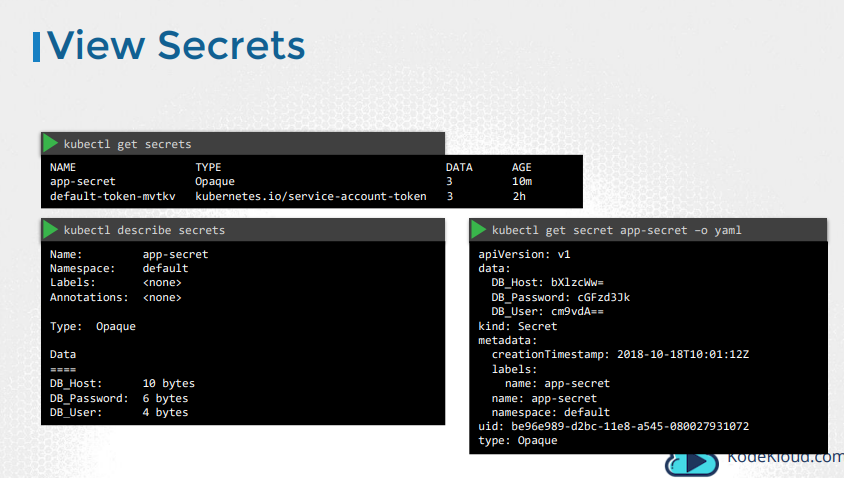 View Secrets
kubectl get secrets
NAME TYPE DATA AGE
app-secret Opaque 3 10m
default-token-mvtkv kubernetes.io/service-account-token 3 2h
kubectl describe secrets
Name: app-secret
Namespace: default
Labels: <none>
Annotations: <none>
Type: Opaque
Data
====
DB_Host: 10 bytes
DB_Password: 6 bytes
DB_User: 4 bytes
kubectl get secret app-secret –o yaml
apiVersion: v1
data:
DB_Host: bXlzcWw=
DB_Password: cGFzd3Jk
DB_User: cm9vdA==
kind: Secret
metadata:
creationTimestamp: 2018-10-18T10:01:12Z
labels:
name: app-secret
name: app-secret
namespace: default
uid: be96e989-d2bc-11e8-a545-080027931072
type: Opaque
KodeKloud.com